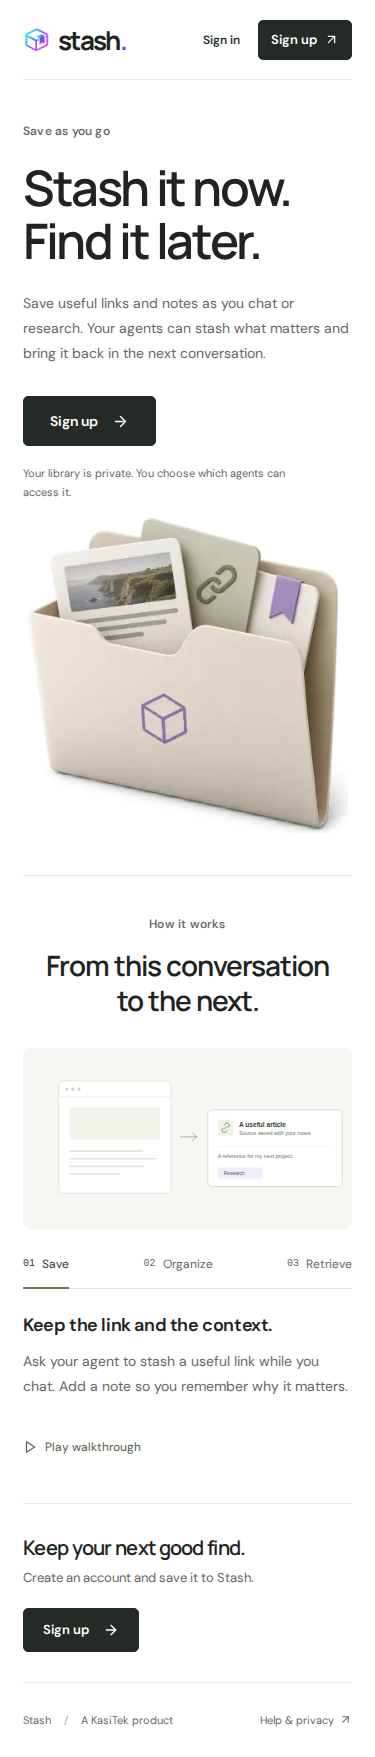 stash.
Sign in
Sign up
Save as you go
Stash it now.
Find it later.
Save useful links and notes as you chat or
research. Your agents can stash what matters and
bring it back in the next conversation.
Sign up
Your library is private. You choose which agents can
access it.
How it works
From this conversation
to the next.
A useful article
Source saved with your notes
A reference for my next project.
Research
01 Save
02 Organize
03 Retrieve
Keep the link and the context.
Ask your agent to stash a useful link while you
chat. Add a note so you remember why it matters.
Play walkthrough
Keep your next good find.
Create an account and save it to Stash.
Sign up
Stash / A KasiTek product
Help & privacy